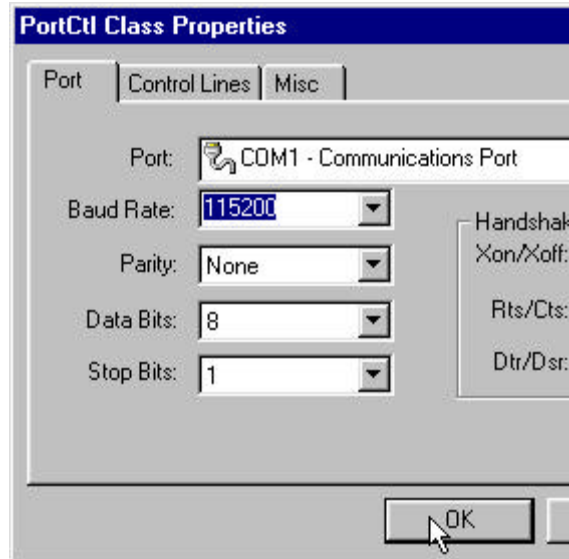 PortCtl Class Properties
Port Control Lines Misc
Port: COM1 - Communications Port
Baud Rate: 115200
Handshak
Parity: None
Xon/Xoff:
Data Bits: 8
Rts/Cts:
Stop Bits: 1
Dtr/Dsr:
OK